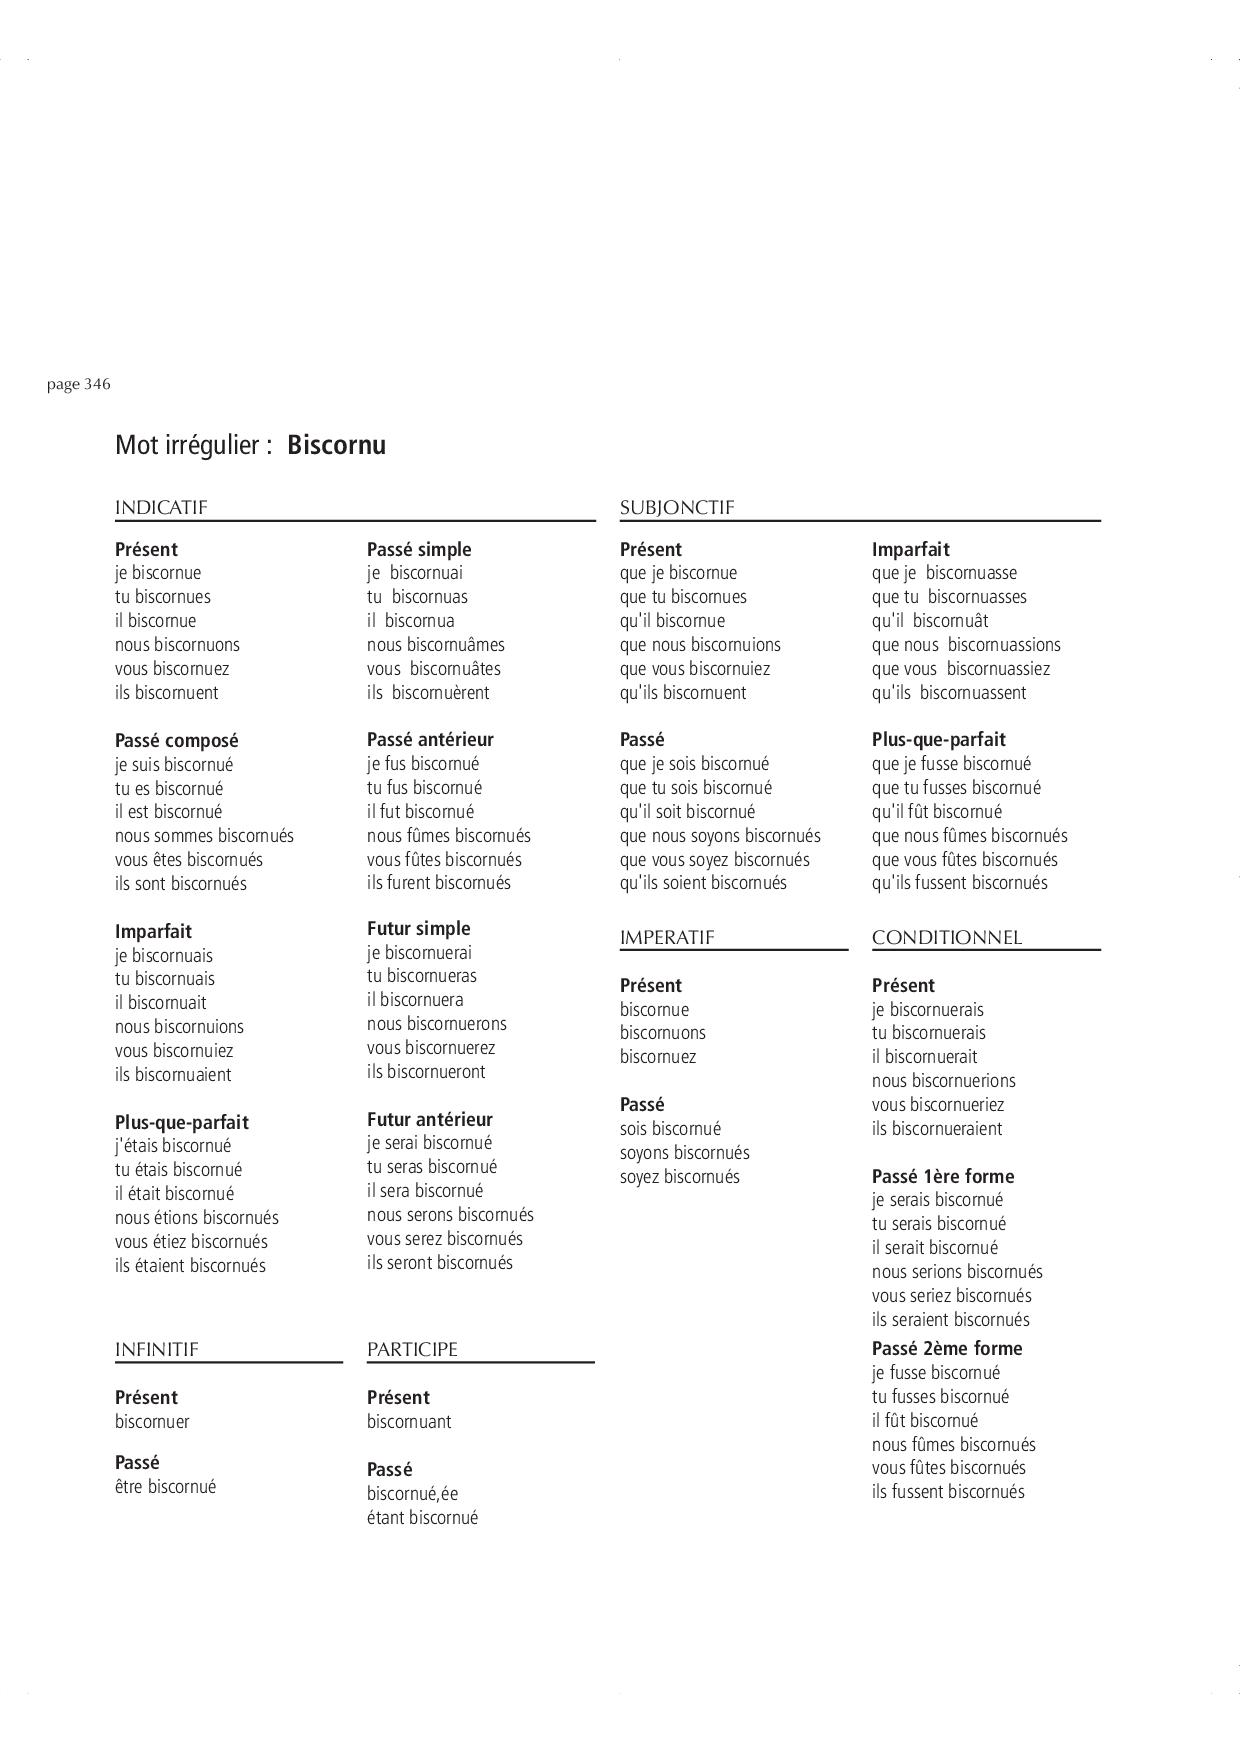 page 346
Mot irrégulier : Biscornu
INDICATIF
Présent
je biscornue
tu biscornues
il biscornue
nous biscornuons
vous biscornuez
ils biscornuent
Passé composé
je suis biscornué
tu es biscornué
il est biscornué
nous sommes biscornués
vous êtes biscornués
ils sont biscornués
Imparfait
je biscornuais
tu biscornuais
il biscornuait
nous biscornuions
vous biscornuiez
ils biscornuaient
Plus-que-parfait
j'étais biscornué
tu étais biscornué
il était biscornué
nous étions biscornués
vous étiez biscornués
ils étaient biscornués
Passé simple
je biscornuai
tu biscornuas
il biscornua
nous biscornuâmes
vous biscornuâtes
ils biscornuèrent
Passé antérieur
je fus biscornué
tu fus biscornué
il fut biscornué
nous fûmes biscornués
vous fûtes biscornués
ils furent biscornués
Futur simple
je biscornuerai
tu biscornueras
il biscornuera
nous biscornuerons
vous biscornuerez
ils biscornueront
Futur antérieur
je serai biscornué
tu seras biscornué
il sera biscornué
nous serons biscornués
vous serez biscornués
ils seront biscornués
SUBJONCTIF
Présent
que je biscornue
que tu biscornues
qu'il biscornue
que nous biscornuions
que vous biscornuiez
qu'ils biscornuent
Passé
que je sois biscornué
que tu sois biscornué
qu'il soit biscornué
que nous soyons biscornués
que vous soyez biscornués
qu'ils soient biscornués
Imparfait
que je biscornuasse
que tu biscornuasses
qu'il biscornuât
que nous biscornuassions
que vous biscornuassiez
qu'ils biscornuassent
Plus-que-parfait
que je fusse biscornué
que tu fusses biscornué
qu'il fût biscornué
que nous fûmes biscornués
que vous fûtes biscornués
qu'ils fussent biscornués
IMPERATIF
Présent
biscornue
biscornuons
biscornuez
Passé
sois biscornué
soyons biscornués
soyez biscornués
CONDITIONNEL
Présent
je biscornuerais
tu biscornuerais
il biscornuerait
nous biscornuerions
vous biscornueriez
ils biscornueraient
Passé 1ère forme
je serais biscornué
tu serais biscornué
il serait biscornué
nous serions biscornués
vous seriez biscornués
ils seraient biscornués
Passé 2ème forme
je fusse biscornué
tu fusses biscornué
il fût biscornué
nous fûmes biscornués
vous fûtes biscornués
ils fussent biscornués
INFINITIF
Présent
biscornuer
Passé
être biscornué
PARTICIPE
Présent
biscornuant
Passé
biscornué,ée
étant biscornué